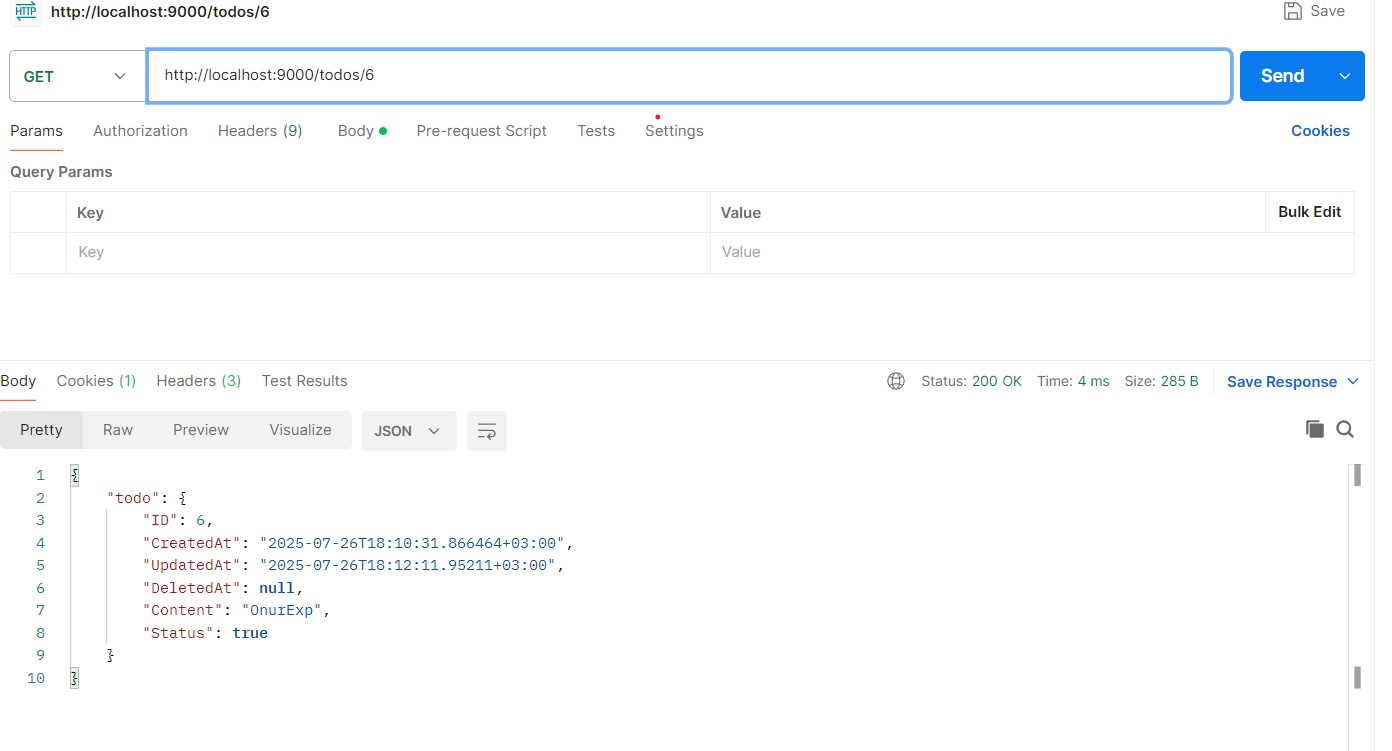 HTTP http://localhost:9000/todos/6 Save
GET http://localhost:9000/todos/6 Send
Params Authorization Headers (9) Body Pre-request Script Tests Settings Cookies
Query Params
Key Value Bulk Edit
Key Value
Body Cookies (1) Headers (3) Test Results Status: 200 OK Time: 4 ms Size: 285 B Save Response
Pretty Raw Preview Visualize JSON
1 {
2 "todo": {
3 "ID": 6,
4 "CreatedAt": "2025-07-26T18:10:31.866464+03:00",
5 "UpdatedAt": "2025-07-26T18:12:11.95211+03:00",
6 "DeletedAt": null,
7 "Content": "OnurExp",
8 "Status": true
9 }
10 }